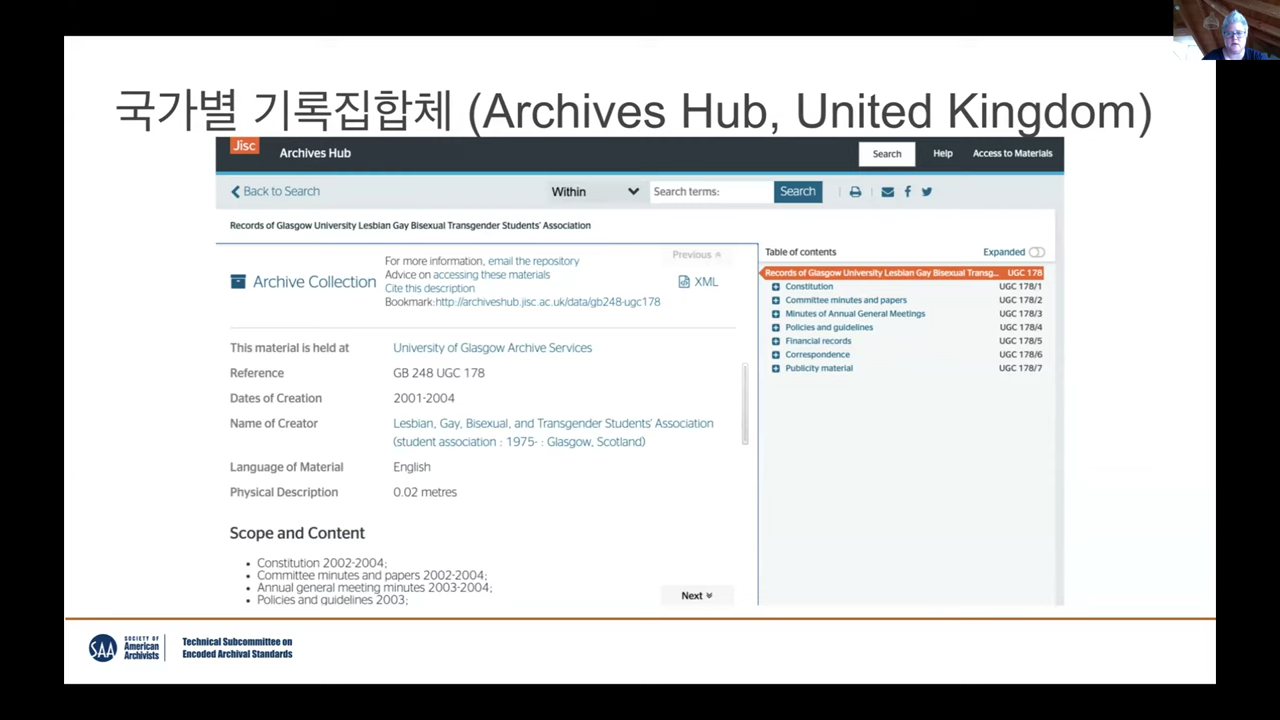 국가별 기록집합체 (Archives Hub, United Kingdom)
Jisc
Archives Hub
Search
Help
Access to Materials
Back to Search
Within
Search terms:
Search
Records of Glasgow University Lesbian Gay Bisexual Transgender Students' Association
Archive Collection
For more information, email the repository
Advice on accessing these materials
Cite this description
Bookmark:http://archiveshub.jisc.ac.uk/data/gb248-ugc178
Previous
XML
This material is held at University of Glasgow Archive Services
Reference GB 248 UGC 178
Dates of Creation 2001-2004
Name of Creator Lesbian, Gay, Bisexual, and Transgender Students' Association
(student association : 1975- : Glasgow, Scotland)
Language of Material English
Physical Description 0.02 metres
Scope and Content
• Constitution 2002-2004;
• Committee minutes and papers 2002-2004;
• Annual general meeting minutes 2003-2004;
• Policies and guidelines 2003;
Next
Table of contents Expanded
Records of Glasgow University Lesbian Gay Bisexual Transg... UGC 178
Constitution UGC 178/1
Committee minutes and papers UGC 178/2
Minutes of Annual General Meetings UGC 178/3
Policies and guidelines UGC 178/4
Financial records UGC 178/5
Correspondence UGC 178/6
Publicity material UGC 178/7
SAA
SOCIETY OF
American
Archivists
Technical Subcommittee on
Encoded Archival Standards